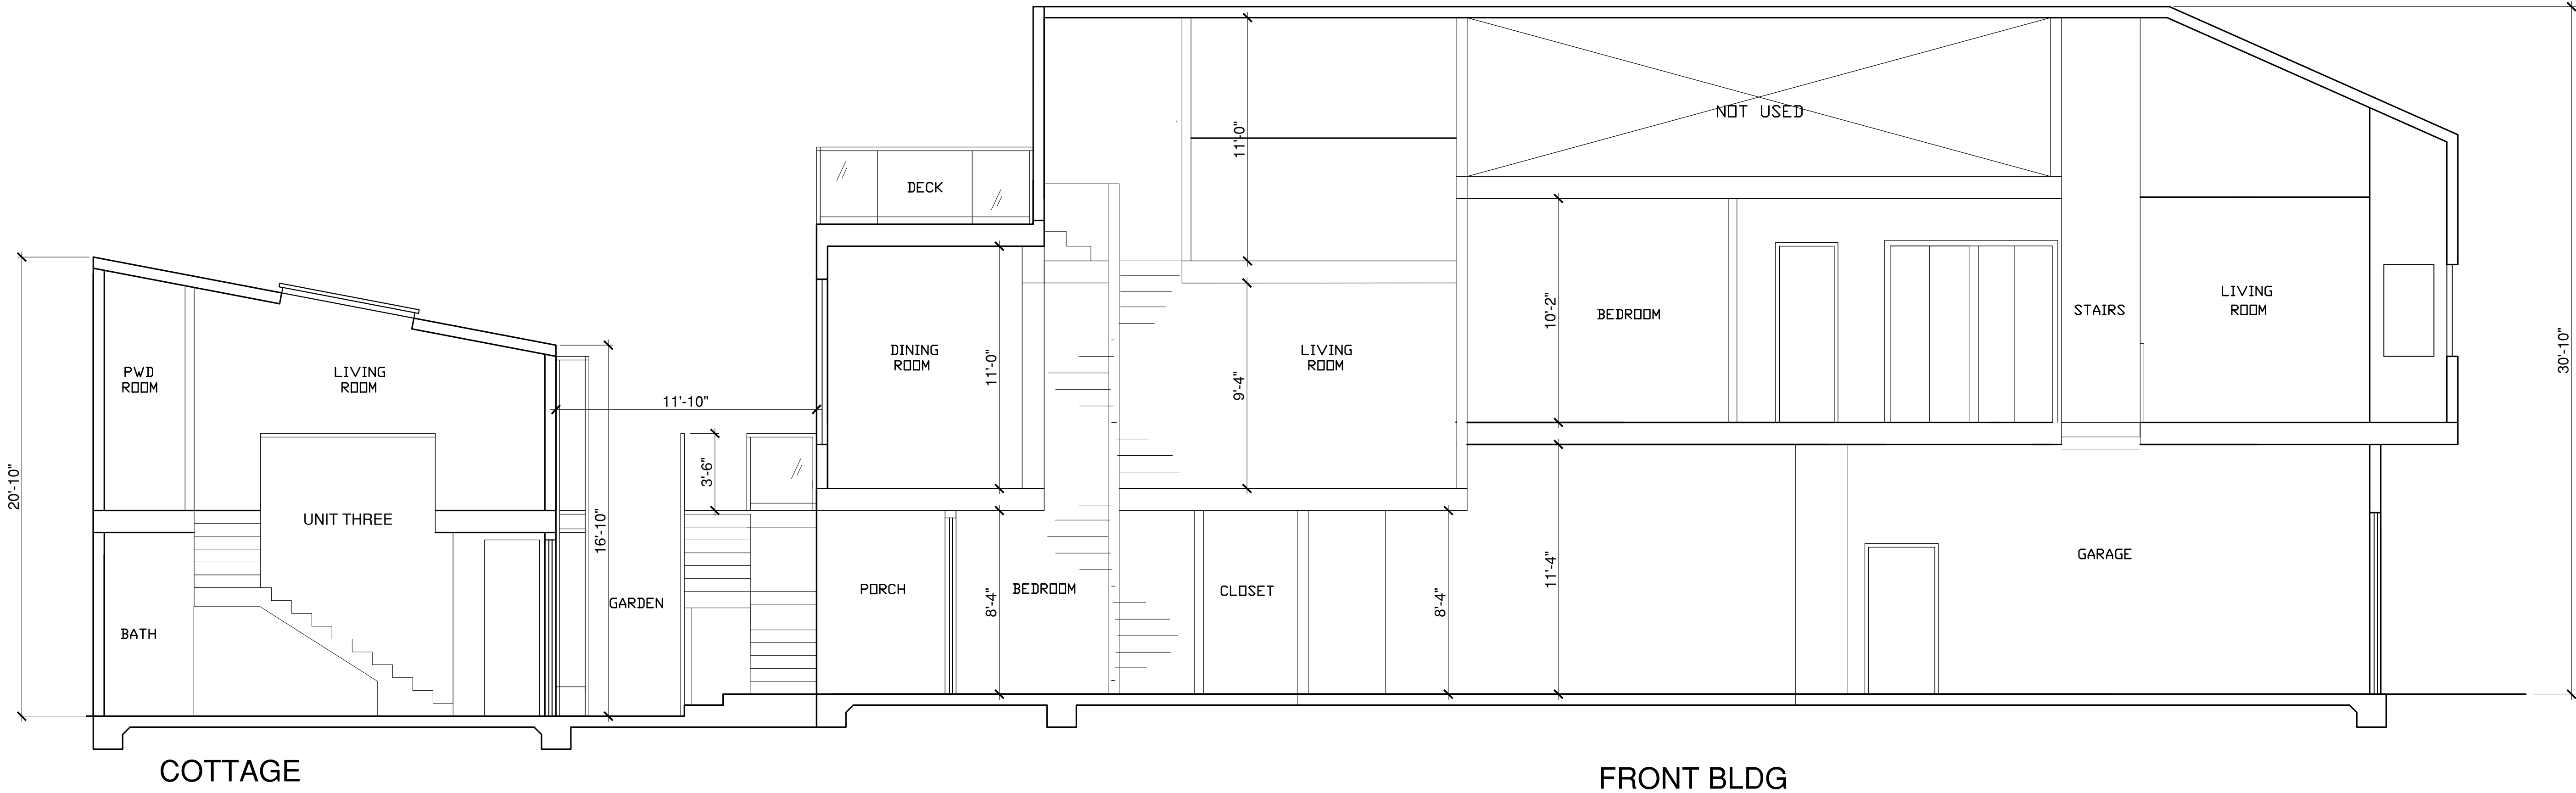 11'-0"
NOT USED
30'-10"
DECK
20'-10"
PWD
ROOM
LIVING
ROOM
11'-10"
DINING
ROOM
11'-0"
9'-4"
LIVING
ROOM
10'-2"
BEDROOM
STAIRS
LIVING
ROOM
3'-6"
UNIT THREE
16'-10"
GARDEN
BATH
PORCH
8'-4"
BEDROOM
CLOSET
8'-4"
11'-4"
GARAGE
COTTAGE
FRONT BLDG